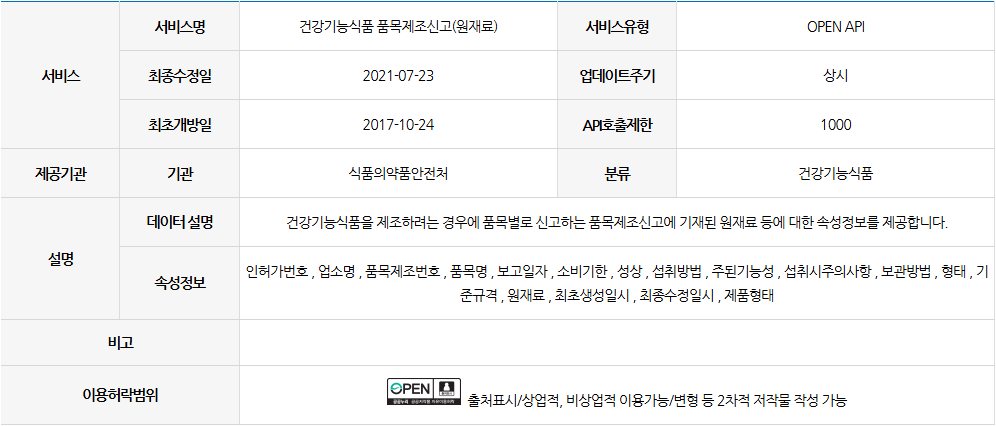 서비스
서비스명 건강기능식품 품목제조신고(원재료) 서비스유형 OPEN API
최종수정일 2021-07-23 업데이트주기 상시
최초개방일 2017-10-24 API호출제한 1000
제공기관 기관 식품의약품안전처 분류 건강기능식품
설명
데이터 설명 건강기능식품을 제조하려는 경우에 품목별로 신고하는 품목제조신고에 기재된 원재료 등에 대한 속성정보를 제공합니다.
속성정보 인허가번호 , 업소명 , 품목제조번호 , 품목명 , 보고일자 , 소비기한 , 성상 , 섭취방법 , 주된기능성 , 섭취시주의사항 , 보관방법 , 형태 , 기
준규격 , 원재료 , 최초생성일시 , 최종수정일시 , 제품형태
비고
이용허락범위 OPEN 출처표시/상업적, 비상업적 이용가능/변형 등 2차적 저작물 작성 가능